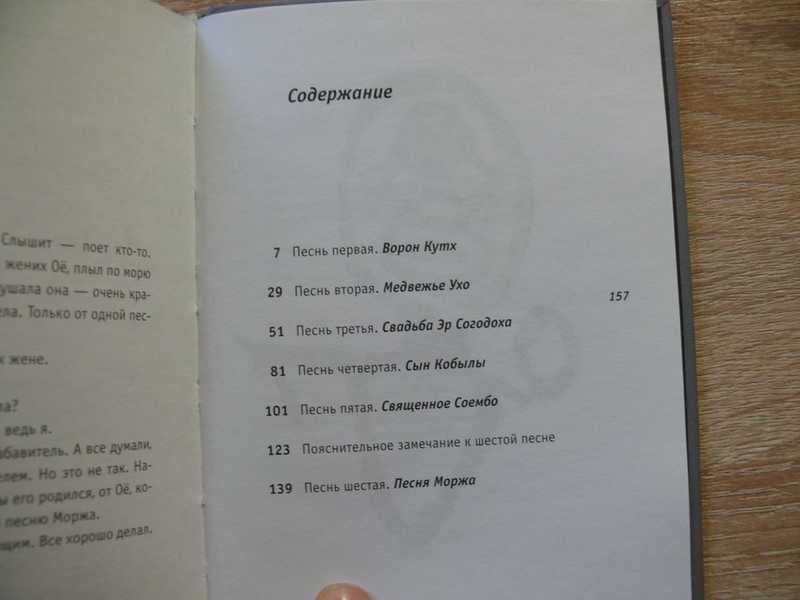 Слышит — поет кто-то.
жених Оё, плыл по морю
ушала она — очень кра-
ела. Только от одной пес-
к жене.
ла?
ведь я.
бавитель. А все думали,
елем. Но это не так. На-
ы его родился, от Оё, ко-
песню Моржа.
ющим. Все хорошо делал.
Содержание
7 Песнь первая. Ворон Кутх
29 Песнь вторая. Медвежье Ухо
157
51 Песнь третья. Свадьба Эр Согодоха
81 Песнь четвертая. Сын Кобылы
101 Песнь пятая. Священное Соембо
123 Пояснительное замечание к шестой песне
139 Песнь шестая. Песня Моржа